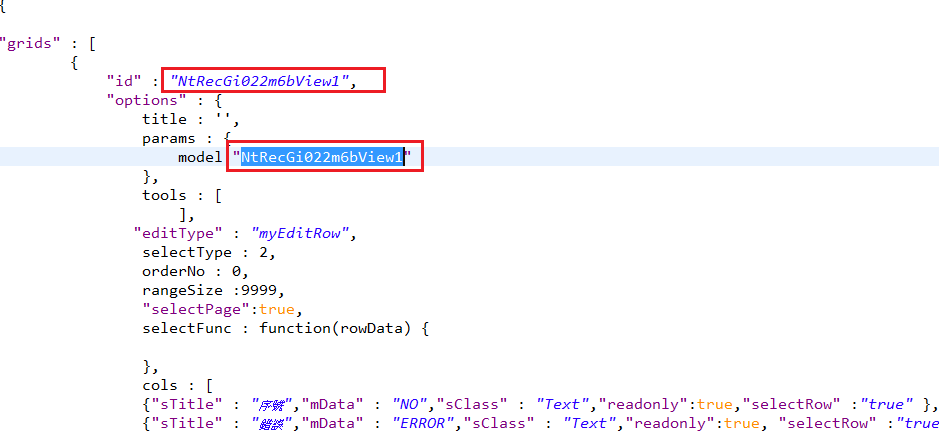 {
"grids" : [
{
"id" : "NtRecGi022m6bView1",
"options" : {
title : '',
params : {
model "NtRecGi022m6bView1"
},
tools : [
],
"editType" : "myEditRow",
selectType : 2,
orderNo : 0,
rangeSize :9999,
"selectPage":true,
selectFunc : function(rowData) {
},
cols : [
{"sTitle" : "序號","mData" : "NO","sClass" : "Text","readonly":true,"selectRow" :"true" },
{"sTitle" : "錯誤","mData" : "ERROR","sClass" : "Text","readonly":true, "selectRow" :"true